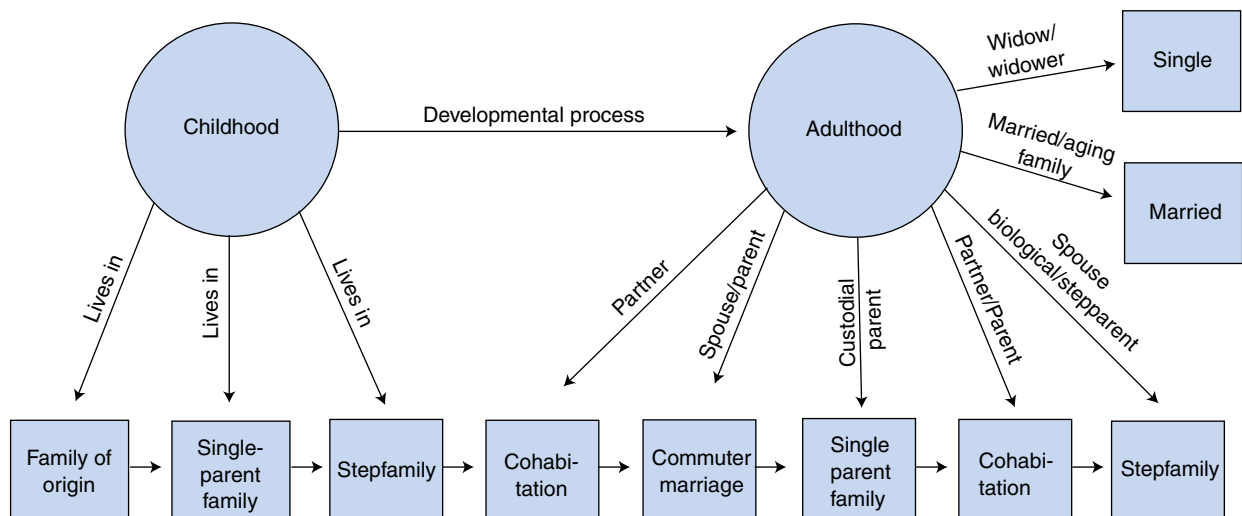 Childhood
Developmental process
Adulthood
Widow/
widower
Single
Married/aging
family
Married
Lives in
Lives in
Lives in
Partner
Spouse/parent
Custodial
parent
Partner/Parent
Spouse
biological/stepparent
Family of
origin
Single-
parent
family
Stepfamily
Cohabi-
tation
Commuter
marriage
Single
parent
family
Cohabi-
tation
Stepfamily